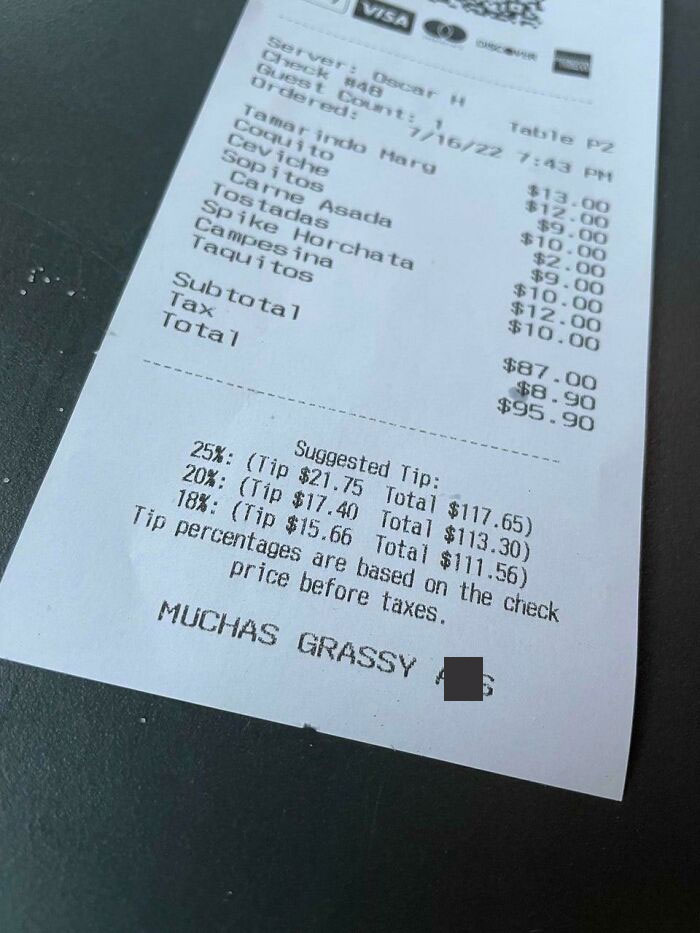 VISA
DISCOVER
Server: Oscar H
Check #48 Table P2
Guest Count: 1
Ordered: 7/16/22 7:43 PM
Tamarindo Marg $13.00
Coquito $12.00
Ceviche $9.00
Sopitos $10.00
Carne Asada $2.00
Tostadas $9.00
Spike Horchata $10.00
Campesina $12.00
Taquitos $10.00
Subtotal $87.00
Tax $8.90
Total $95.90
Suggested Tip:
25%: (Tip $21.75 Total $117.65)
20%: (Tip $17.40 Total $113.30)
18%: (Tip $15.66 Total $111.56)
Tip percentages are based on the check
price before taxes.
MUCHAS GRASSY